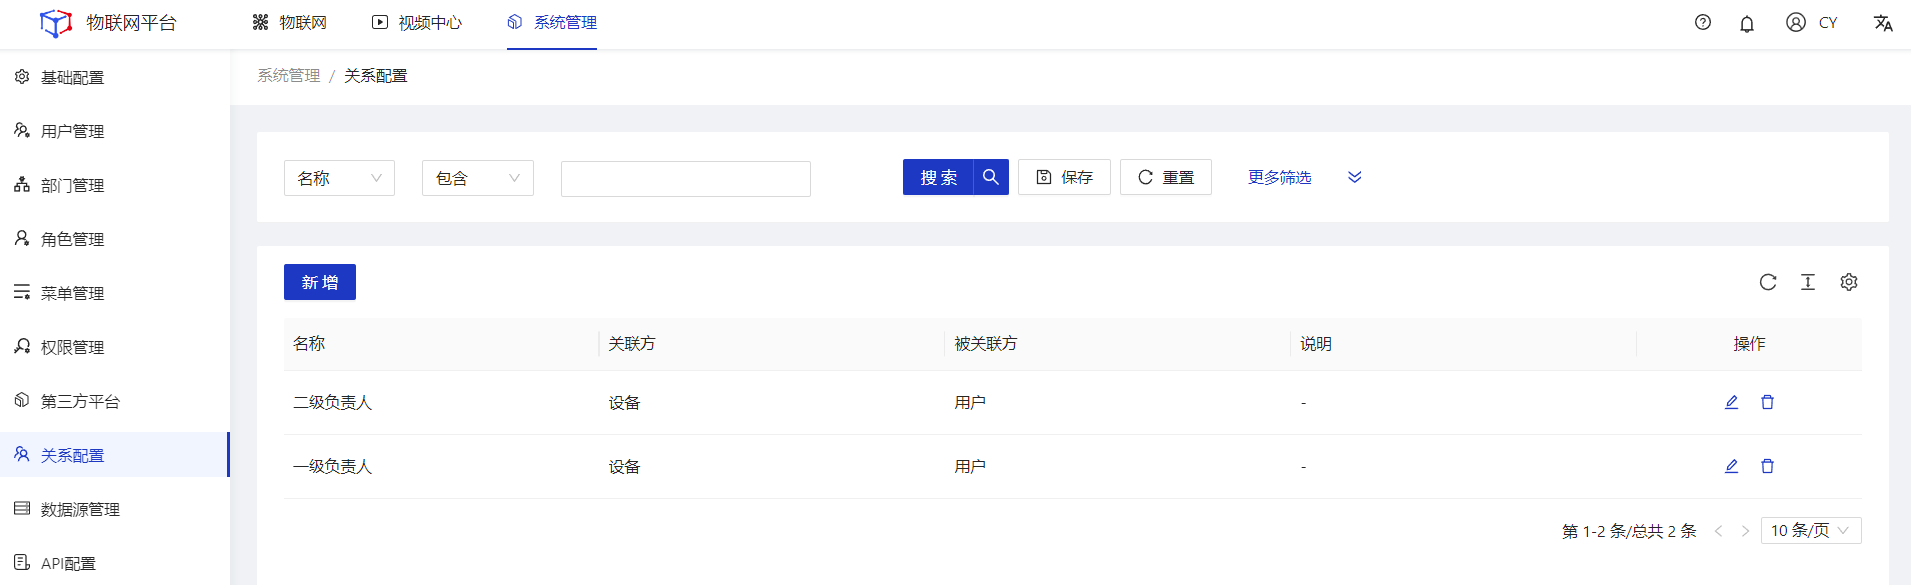 物联网平台
物联网
视频中心
系统管理
CY
基础配置
用户管理
部门管理
角色管理
菜单管理
权限管理
第三方平台
关系配置
数据源管理
API配置
系统管理 / 关系配置
名称
包含
搜索
保存
重置
更多筛选
新增
名称 关联方 被关联方 说明 操作
二级负责人 设备 用户 -
一级负责人 设备 用户 -
第 1-2 条/总共 2 条
10 条/页